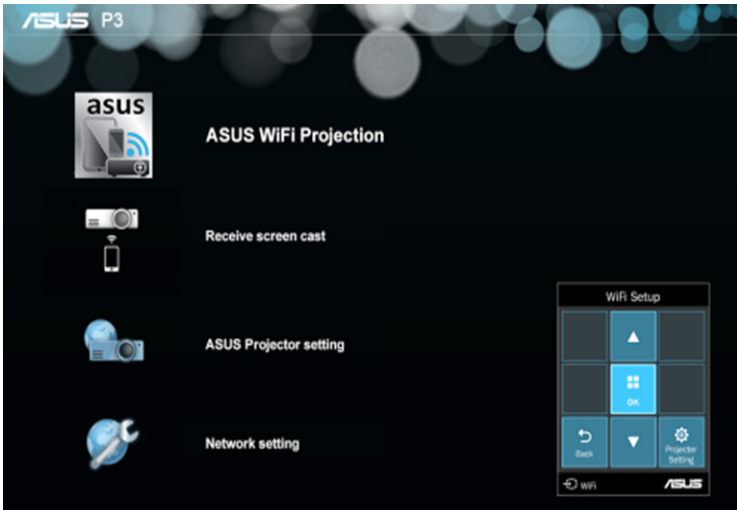 ASUS P3
asus
ASUS WiFi Projection
Receive screen cast
ASUS Projector setting
Network setting
WiFi Setup
OK
Back
Projector
Setting
WiFi
ASUS